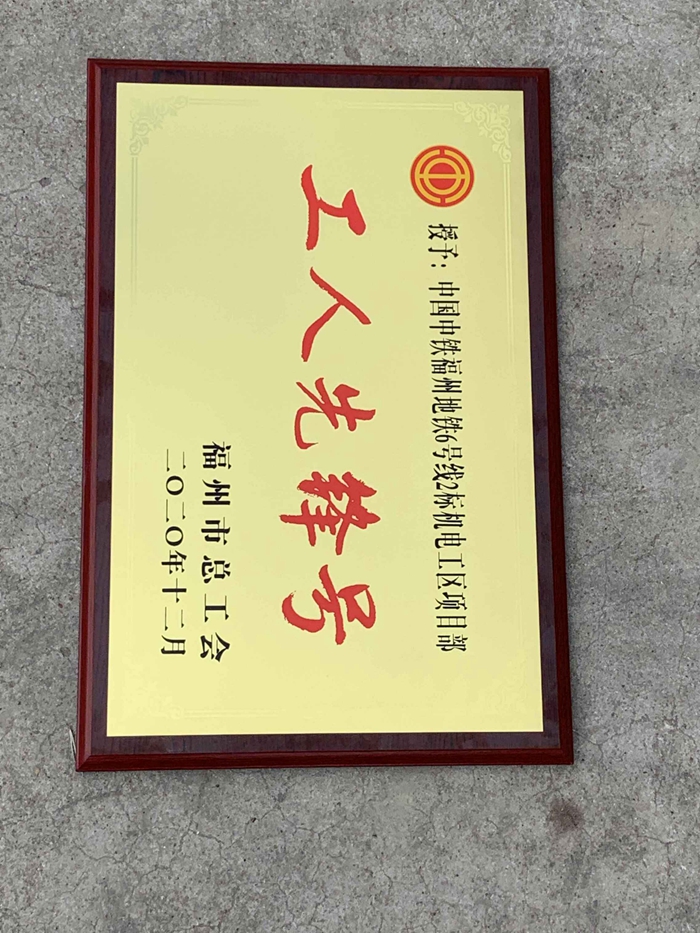 授予：中国中铁福州地铁6号线2标机电工区项目部
工人先锋号
福州市总工会
二〇二〇年十二月